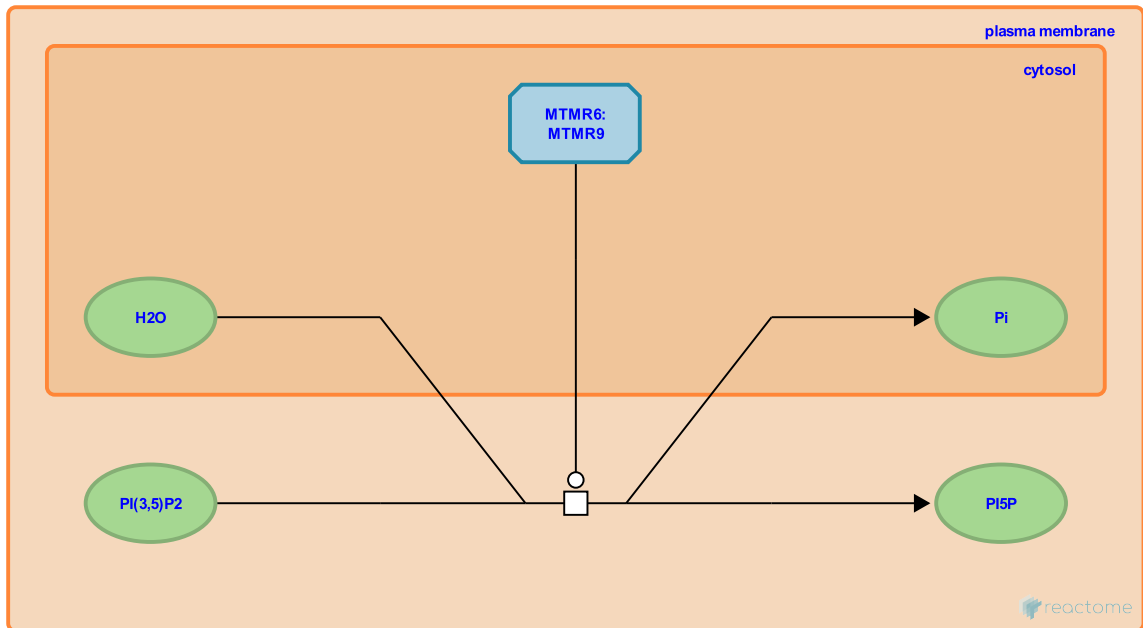 plasma membrane
cytosol
MTMR6:
MTMR9
H2O
Pi
PI(3,5)P2
PI5P
reactome